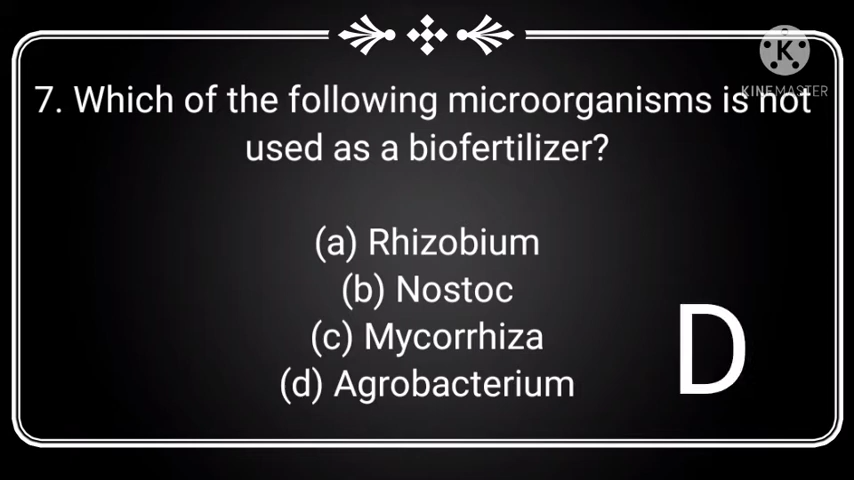 K
KINEMASTER
7. Which of the following microorganisms is not
used as a biofertilizer?
(a) Rhizobium
(b) Nostoc
(c) Mycorrhiza
(d) Agrobacterium
D